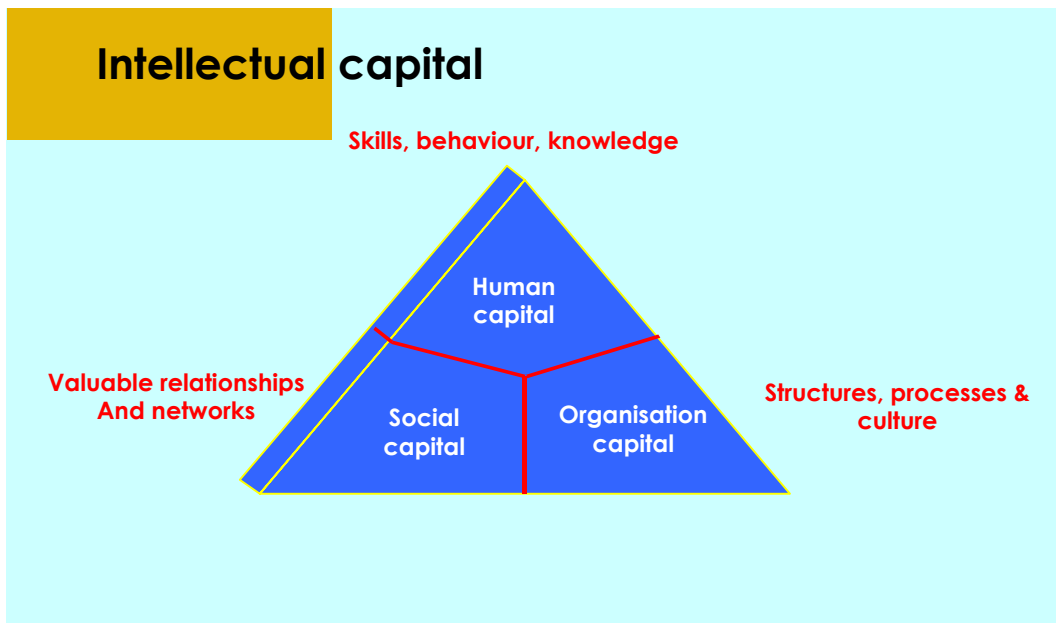 Intellectual capital
Skills, behaviour, knowledge
Human
capital
Valuable relationships
And networks
Social
capital
Organisation
capital
Structures, processes &
culture